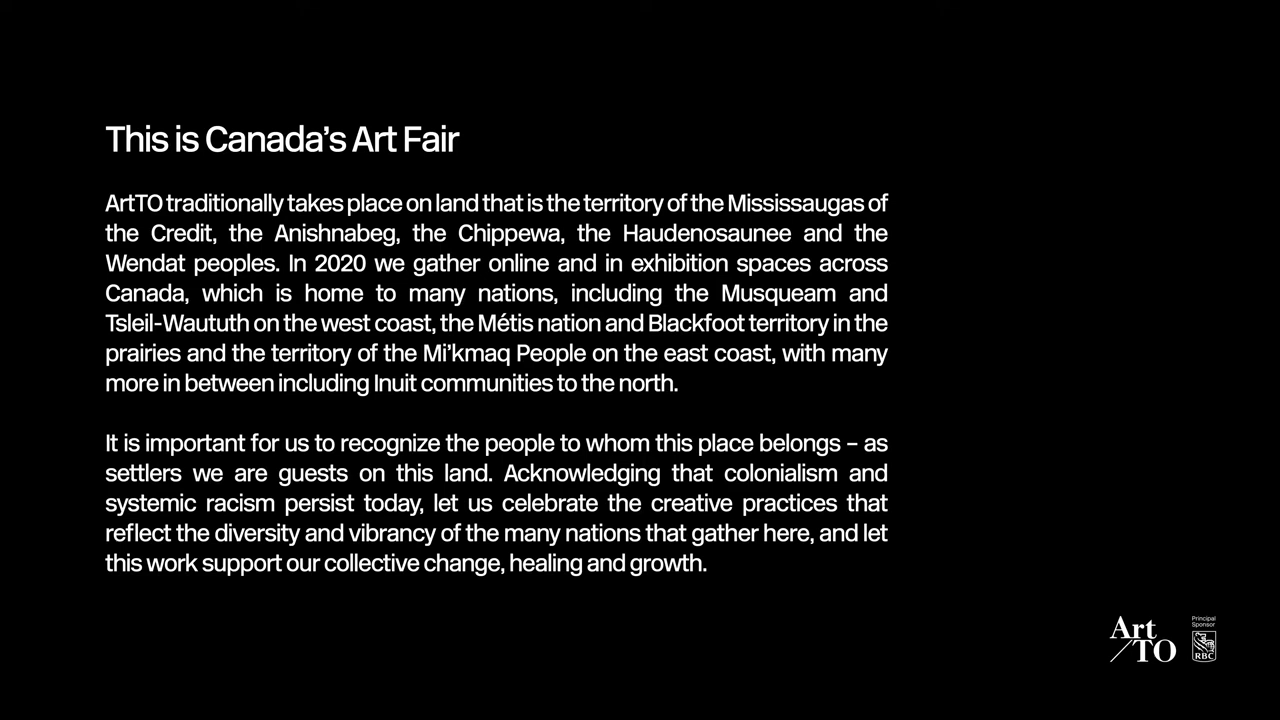 This is Canada's Art Fair
ArtTO traditionally takes place on land that is the territory of the Mississaugas of
the Credit, the Anishnabeg, the Chippewa, the Haudenosaunee and the
Wendat peoples. In 2020 we gather online and in exhibition spaces across
Canada, which is home to many nations, including the Musqueam and
Tsleil-Waututh on the west coast, the Métis nation and Blackfoot territory in the
prairies and the territory of the Mi'kmaq People on the east coast, with many
more in between including Inuit communities to the north.
It is important for us to recognize the people to whom this place belongs – as
settlers we are guests on this land. Acknowledging that colonialism and
systemic racism persist today, let us celebrate the creative practices that
reflect the diversity and vibrancy of the many nations that gather here, and let
this work support our collective change, healing and growth.
Art
/TO
Principal
Sponsor
RBC